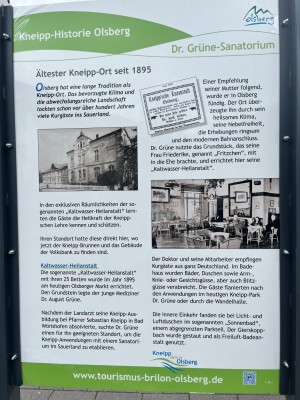 Kneipp-Historie Olsberg
olsberg
Dr. Grüne-Sanatorium
Ältester Kneipp-Ort seit 1895
Olsberg hat eine lange Tradition als
Kneipp-Ort. Das bevorzugte Klima und
die abwechslungsreiche Landschaft
lockten schon vor über hundert Jahren
viele Kurgäste ins Sauerland.
In den exklusiven Räumlichkeiten der so-
genannten „Kaltwasser-Heilanstalt“ lern-
ten die Gäste die Heilkraft der Kneipp-
schen Lehre kennen und schätzen.
Ihren Standort hatte diese direkt hier, wo
jetzt der Kneipp-Brunnen und das Gebäude
der Volksbank zu finden sind.
Kaltwasser-Heilanstalt
Die sogenannte „Kaltwasser-Heilanstalt“
mit ihren 25 Betten wurde im Jahr 1895
am heutigen Olsberger Markt errichtet.
Den Grundstein legte der junge Mediziner
Dr. August Grüne.
Nachdem der Landarzt seine Kneipp-Aus-
bildung bei Pfarrer Sebastian Kneipp in Bad
Wörishofen absolvierte, suchte Dr. Grüne
einen für ihn geeigneten Standort, um die
Kneipp-Anwendungen mit einem Sanatori-
um im Sauerland zu etablieren.
Kneippsche Kuranstalt
Olsberg.
Einer Empfehlung
seiner Mutter folgend,
wurde er in Olsberg
fündig. Der Ort über-
zeugte ihn durch sein
heilsames Klima,
seine Nebelfreiheit,
die Erhebungen ringsum
und den modernen Bahnanschluss.
Dr. Grüne nutzte das Grundstück, das seine
Frau Friederike, genannt „Fritzchen“, mit
in die Ehe brachte, und errichtet hier seine
„Kaltwasser-Heilanstalt“.
Der Doktor und seine Mitarbeiter empfingen
Kurgäste aus ganz Deutschland. Im Bade-
haus wurden Bäder, Duschen sowie Arm-,
Knie- oder Gesichtsgüsse, aber auch Blitz-
güsse verabreicht. Die Gäste flanierten nach
den Anwendungen im heutigen Kneipp-Park
Dr. Grüne oder durch die Wandelhalle.
Die innere Einkehr fanden sie bei Licht- und
Luftduschen im sogenannten „Sonnenbad“,
einem abgegrenzten Parkteil. Der Gierskopp-
bach wurde gestaut und als Freiluft-Badean-
stalt genutzt.
Kneipp
Olsberg
www.tourismus-brilon-olsberg.de